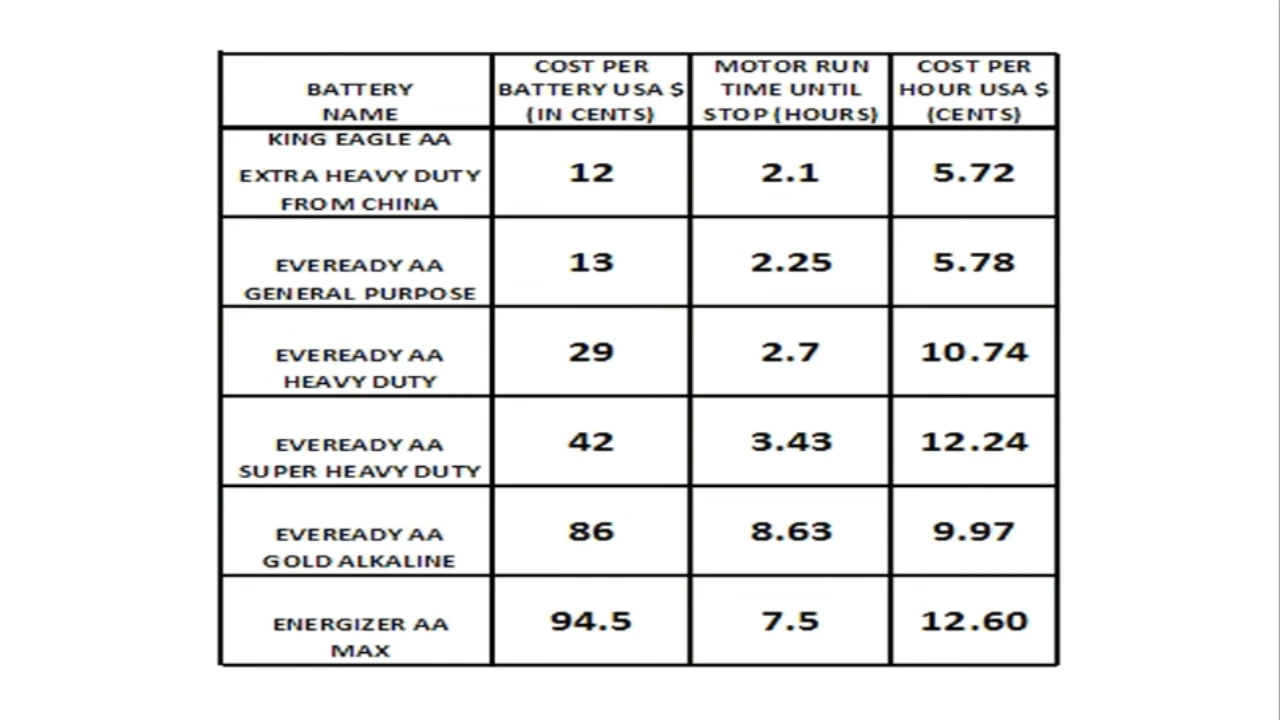 BATTERY
NAME
COST PER
BATTERY USA $
(IN CENTS)
MOTOR RUN
TIME UNTIL
STOP (HOURS)
COST PER
HOUR USA $
(CENTS)
KING EAGLE AA
EXTRA HEAVY DUTY
FROM CHINA
12
2.1
5.72
EVEREADY AA
GENERAL PURPOSE
13
2.25
5.78
EVEREADY AA
HEAVY DUTY
29
2.7
10.74
EVEREADY AA
SUPER HEAVY DUTY
42
3.43
12.24
EVEREADY AA
GOLD ALKALINE
86
8.63
9.97
ENERGIZER AA
MAX
94.5
7.5
12.60